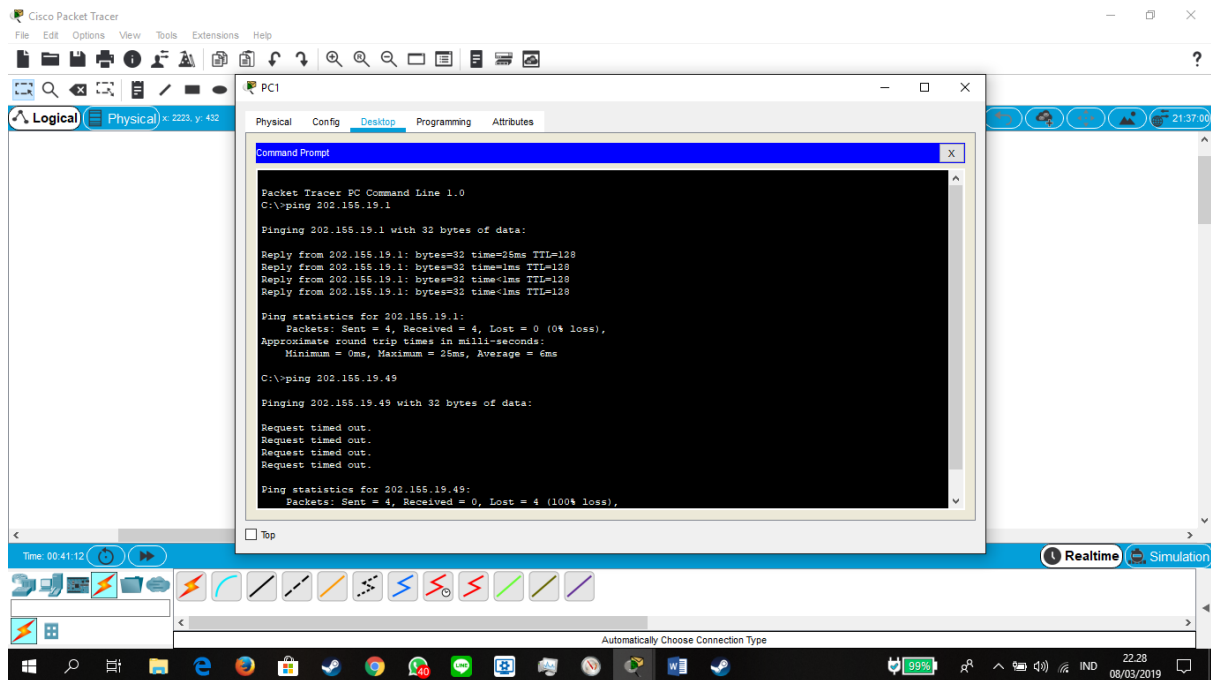 Cisco Packet Tracer
File Edit Options View Tools Extensions Help
?
PC1
Logical Physical x: 2223, y: 432
21:37:00
Physical Config Desktop Programming Attributes
Command Prompt
X
Packet Tracer PC Command Line 1.0
C:\>ping 202.155.19.1
Pinging 202.155.19.1 with 32 bytes of data:
Reply from 202.155.19.1: bytes=32 time=25ms TTL=128
Reply from 202.155.19.1: bytes=32 time=1ms TTL=128
Reply from 202.155.19.1: bytes=32 time<1ms TTL=128
Reply from 202.155.19.1: bytes=32 time<1ms TTL=128
Ping statistics for 202.155.19.1:
Packets: Sent = 4, Received = 4, Lost = 0 (0% loss),
Approximate round trip times in milli-seconds:
Minimum = 0ms, Maximum = 25ms, Average = 6ms
C:\>ping 202.155.19.49
Pinging 202.155.19.49 with 32 bytes of data:
Request timed out.
Request timed out.
Request timed out.
Request timed out.
Ping statistics for 202.155.19.49:
Packets: Sent = 4, Received = 0, Lost = 4 (100% loss),
Top
Time: 00:41:12
Realtime Simulation
Automatically Choose Connection Type
40
LINE
99%
IND
22.28
08/03/2019